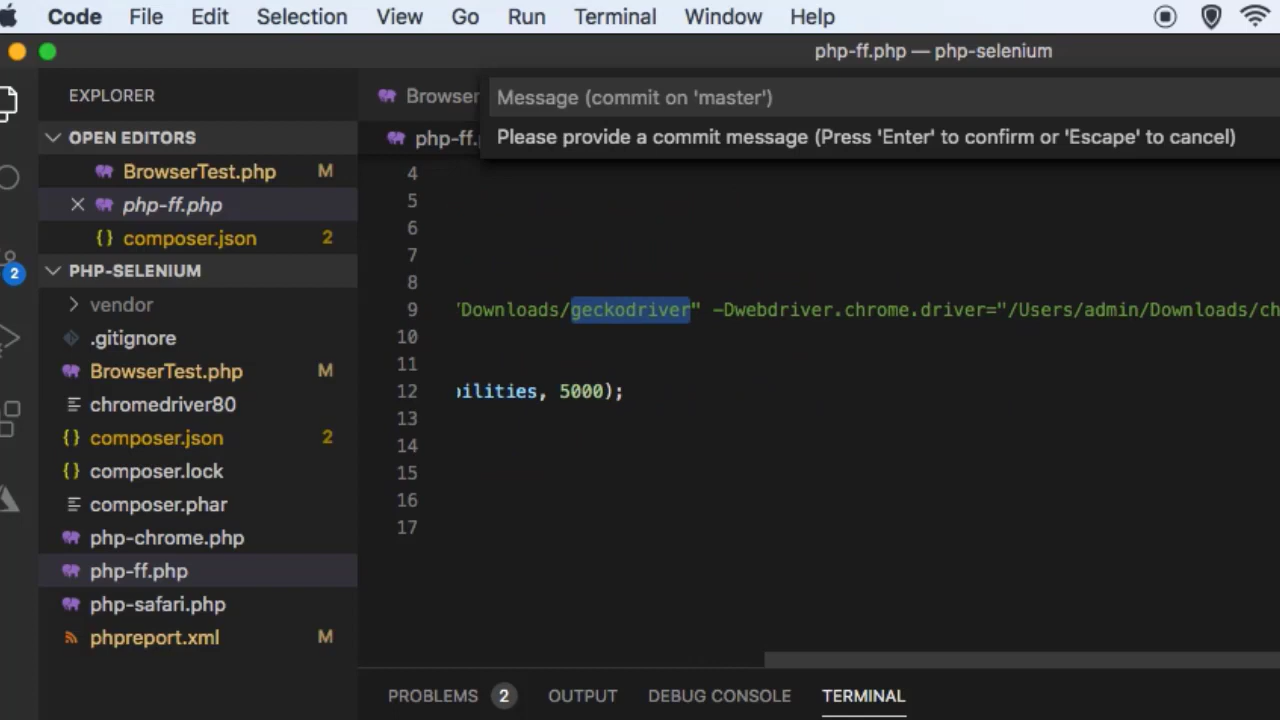 Code File Edit Selection View Go Run Terminal Window Help
php-ff.php — php-selenium
EXPLORER
OPEN EDITORS
BrowserTest.php M
php-ff.php
composer.json 2
PHP-SELENIUM
vendor
.gitignore
BrowserTest.php M
chromedriver80
composer.json 2
composer.lock
composer.phar
php-chrome.php
php-ff.php
php-safari.php
phpreport.xml M
2
Browser
Message (commit on 'master')
php-ff.
Please provide a commit message (Press 'Enter' to confirm or 'Escape' to cancel)
4
5
6
7
8
9 'Downloads/geckodriver" -Dwebdriver.chrome.driver="/Users/admin/Downloads/ch
10
11
12 bilities, 5000);
13
14
15
16
17
PROBLEMS 2 OUTPUT DEBUG CONSOLE TERMINAL